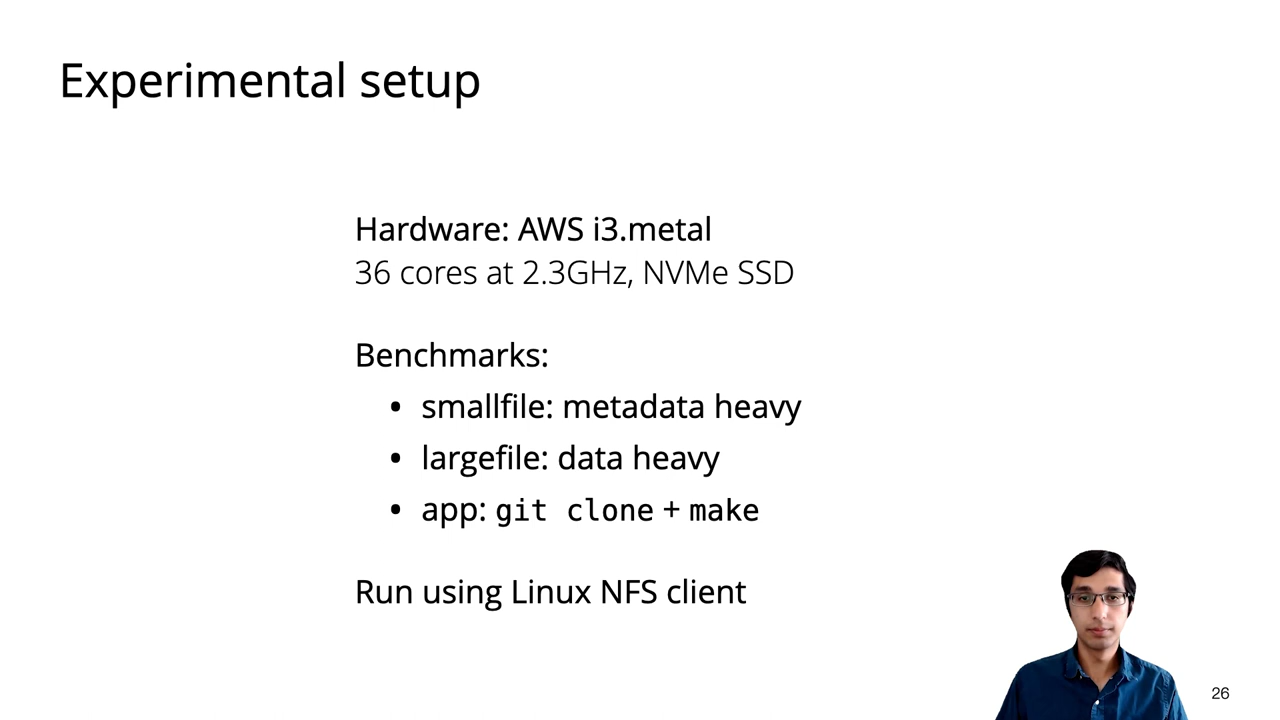 Experimental setup
Hardware: AWS i3.metal
36 cores at 2.3GHz, NVMe SSD
Benchmarks:
• smallfile: metadata heavy
• largefile: data heavy
• app: git clone + make
Run using Linux NFS client
26